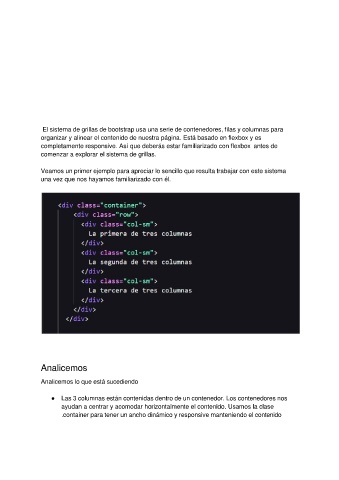 El sistema de grillas de bootstrap usa una serie de contenedores, filas y columnas para
organizar y alinear el contenido de nuestra página. Está basado en flexbox y es
completamente responsive. Así que deberás estar familiarizado con flexbox antes de
comenzar a explorar el sistema de grillas.
Veamos un primer ejemplo para apreciar lo sencillo que resulta trabajar con este sistema
una vez que nos hayamos familiarizado con él.
<div class="container">
<div class="row">
<div class="col-sm">
La primera de tres columnas
</div>
<div class="col-sm">
La segunda de tres columnas
</div>
<div class="col-sm">
La tercera de tres columnas
</div>
</div>
</div>
Analicemos
Analicemos lo que está sucediendo
● Las 3 columnas están contenidas dentro de un contenedor. Los contenedores nos
ayudan a centrar y acomodar horizontalmente el contenido. Usamos la clase
.container para tener un ancho dinámico y responsive manteniendo el contenido